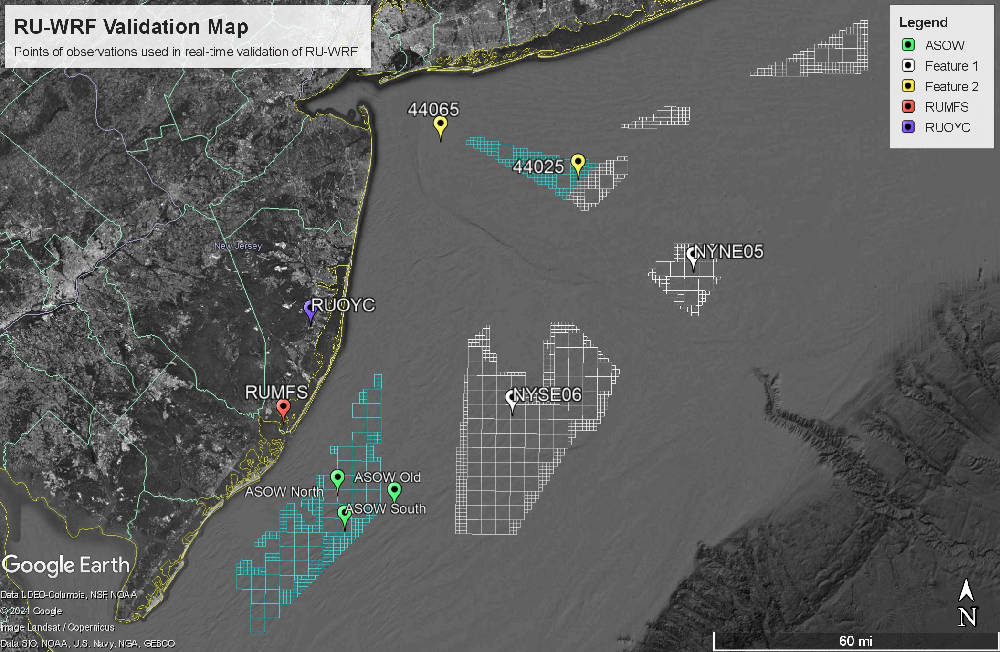 RU-WRF Validation Map
Points of observations used in real-time validation of RU-WRF
Legend
ASOW
Feature 1
Feature 2
RUMFS
RUOYC
44065
44025
New Jersey
NYNE05
RUOYC
RUMFS
NYSE06
ASOW Old
ASOW North
ASOW South
Google Earth
Data LDEO-Columbia, NSF, NOAA
© 2021 Google
Image Landsat / Copernicus
Data SIO, NOAA, U.S. Navy, NGA, GEBCO
N
60 mi